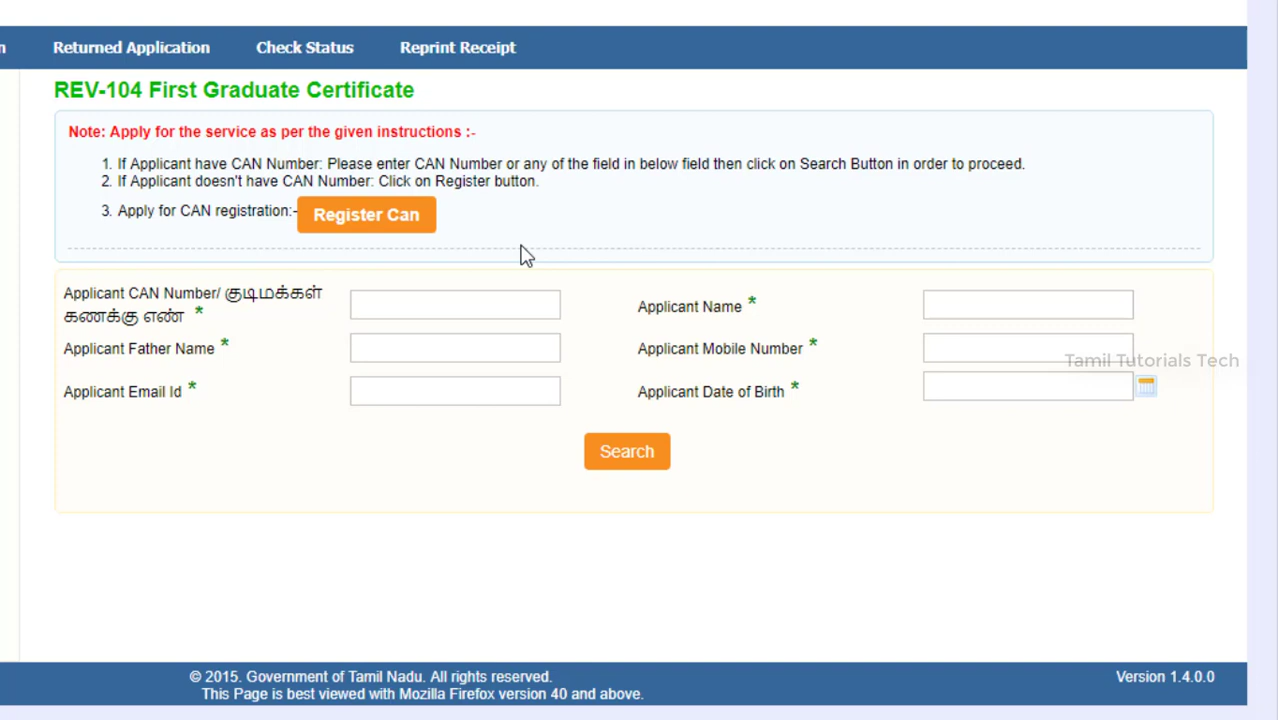 n Returned Application Check Status Reprint Receipt
REV-104 First Graduate Certificate
Note: Apply for the service as per the given instructions :-
1. If Applicant have CAN Number: Please enter CAN Number or any of the field in below field then click on Search Button in order to proceed.
2. If Applicant doesn't have CAN Number: Click on Register button.
3. Apply for CAN registration:- Register Can
Applicant CAN Number/ குடிமக்கள்
கணக்கு எண் *
Applicant Name *
Applicant Father Name *
Applicant Mobile Number *
Tamil Tutorials Tech
Applicant Email Id *
Applicant Date of Birth *
Search
© 2015. Government of Tamil Nadu. All rights reserved.
Version 1.4.0.0
This Page is best viewed with Mozilla Firefox version 40 and above.